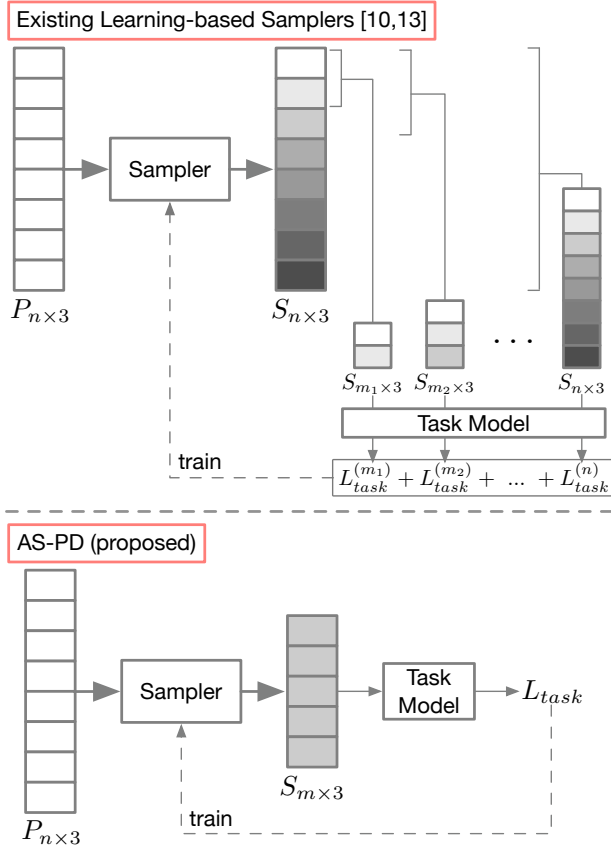 Existing Learning-based Samplers [10,13]
Sampler
P_{n×3}
S_{n×3}
S_{m_1×3}
S_{m_2×3}
. . .
S_{n×3}
Task Model
train
L_{task}^{(m_1)} + L_{task}^{(m_2)} + ... + L_{task}^{(n)}
AS-PD (proposed)
Sampler
Task
Model
L_{task}
S_{m×3}
train
P_{n×3}